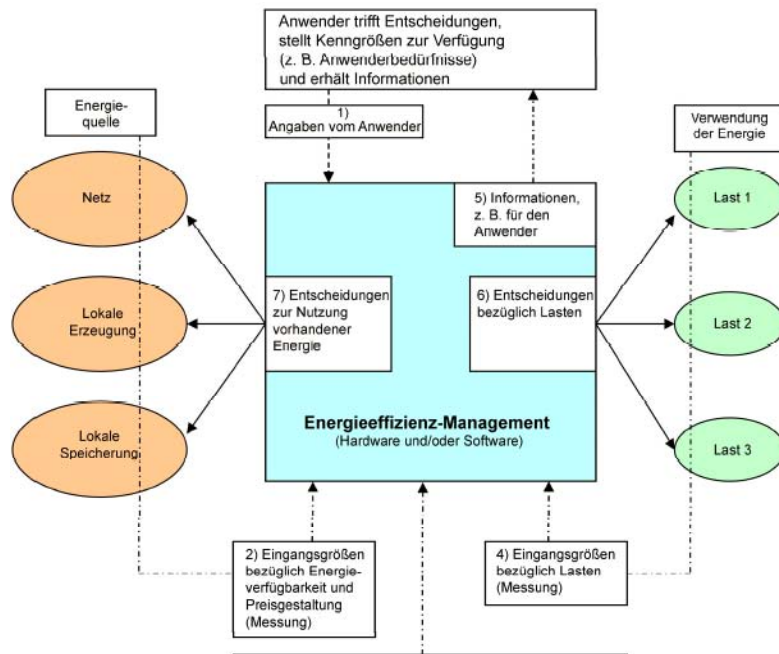 Anwender trifft Entscheidungen,
stellt Kenngrößen zur Verfügung
(z. B. Anwenderbedürfnisse)
und erhält Informationen
Energie-
quelle
1)
Angaben vom Anwender
Verwendung
der Energie
Netz
5) Informationen,
z. B. für den
Anwender
Last 1
Lokale
Erzeugung
7) Entscheidungen
zur Nutzung
vorhandener
Energie
6) Entscheidungen
bezüglich Lasten
Last 2
Lokale
Speicherung
Energieeffizienz-Management
(Hardware und/oder Software)
Last 3
2) Eingangsgrößen
bezüglich Energie-
verfügbarkeit und
Preisgestaltung
(Messung)
4) Eingangsgrößen
bezüglich Lasten
(Messung)